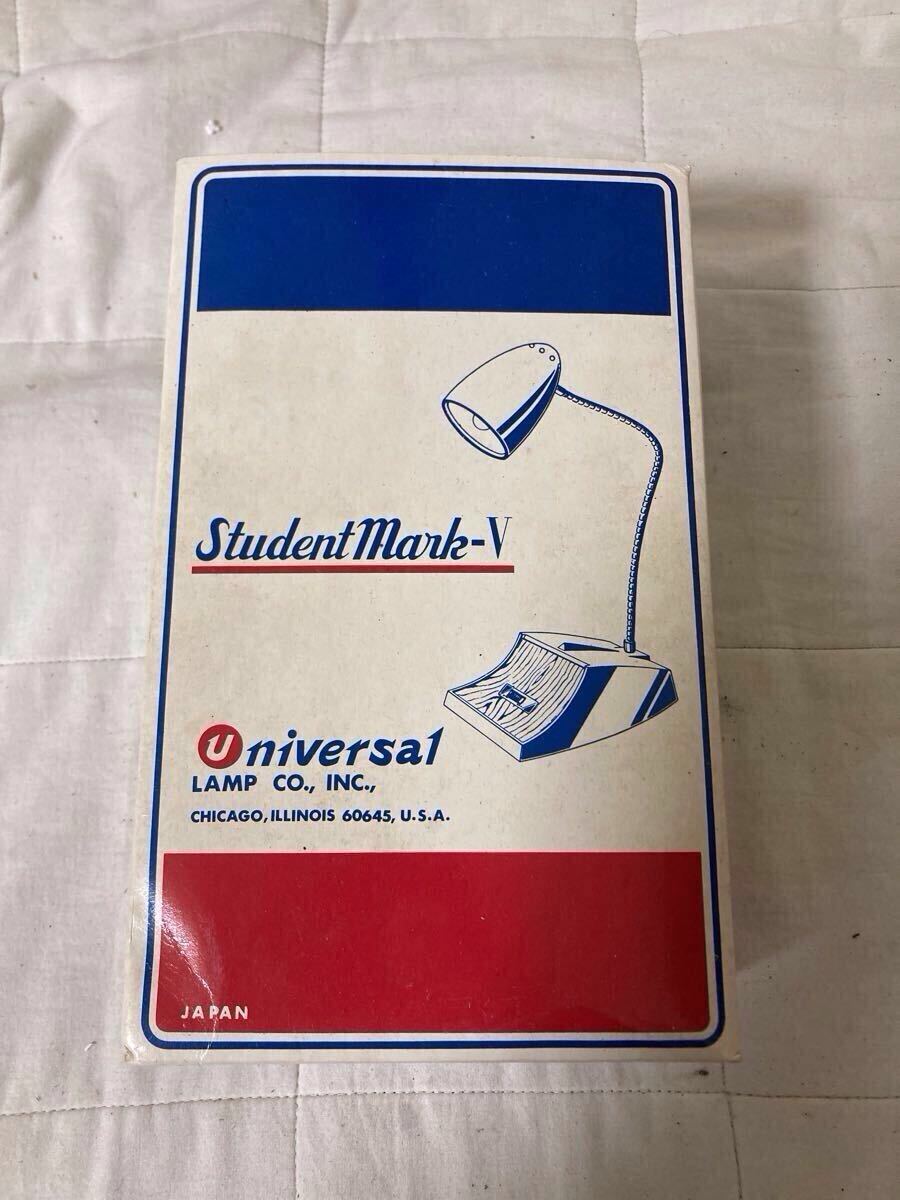 Student Mark-V
Universal
LAMP CO., INC.,
CHICAGO, ILLINOIS 60645, U.S.A.
JAPAN